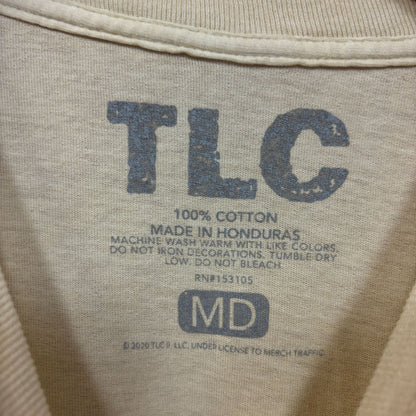 TLC
100% COTTON
MADE IN HONDURAS
MACHINE WASH WARM WITH LIKE COLORS.
DO NOT IRON DECORATIONS. TUMBLE DRY
LOW. DO NOT BLEACH.
RN#153105
MD
© 2020 TLC II, LLC. UNDER LICENSE TO MERCH TRAFFIC